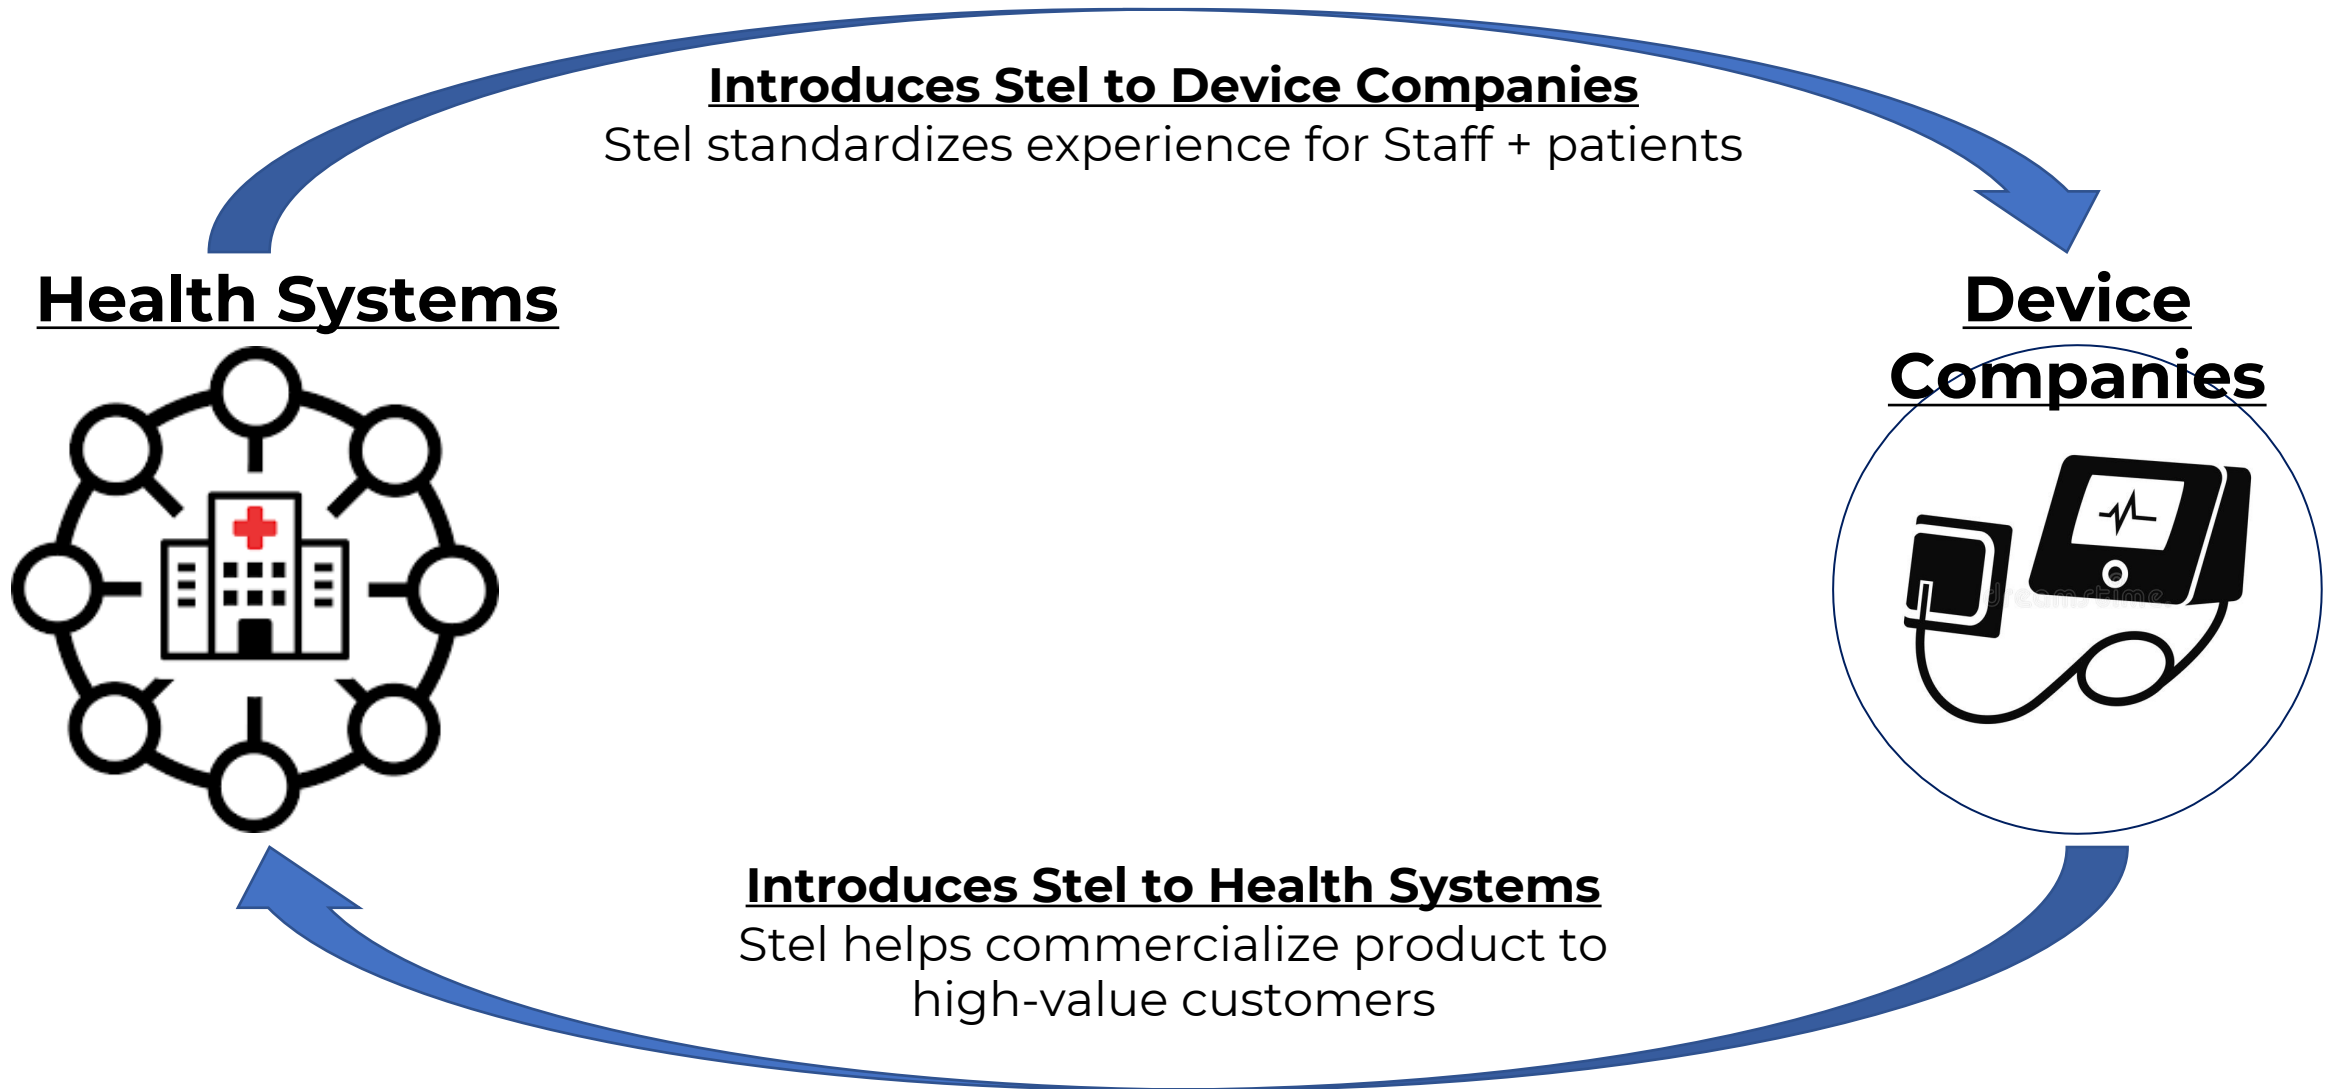 Introduces Stel to Device Companies
Stel standardizes experience for Staff + patients
Health Systems
Device
Companies
dreamstime
Introduces Stel to Health Systems
Stel helps commercialize product to
high-value customers